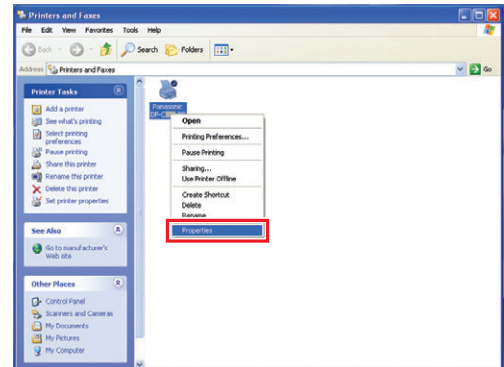 Printers and Faxes
File Edit View Favorites Tools Help
Back Search Folders
Address Printers and Faxes Go
Printer Tasks
Add a printer
See what's printing
Select printing
preferences
Pause printing
Share this printer
Rename this printer
Delete this printer
Set printer properties
See Also
Go to manufacturer's
Web site
Other Places
Control Panel
Scanners and Cameras
My Documents
My Pictures
My Computer
Panasonic
Open
Printing Preferences...
Pause Printing
Sharing...
Use Printer Offline
Create Shortcut
Delete
Rename
Properties